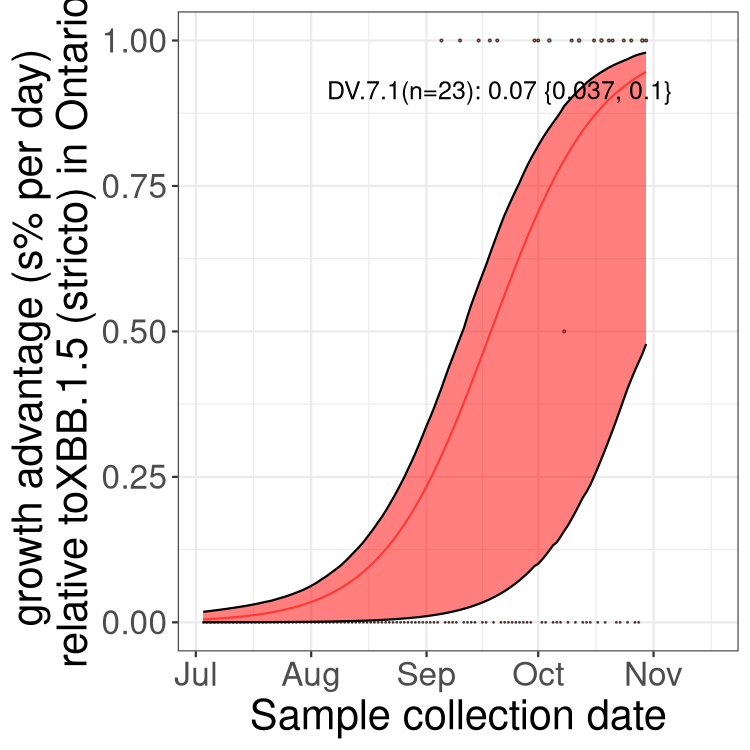 growth advantage (s% per day)
relative toXBB.1.5 (stricto) in Ontario
1.00
0.75
0.50
0.25
0.00
DV.7.1(n=23): 0.07 {0.037, 0.1}
Jul Aug Sep Oct Nov
Sample collection date